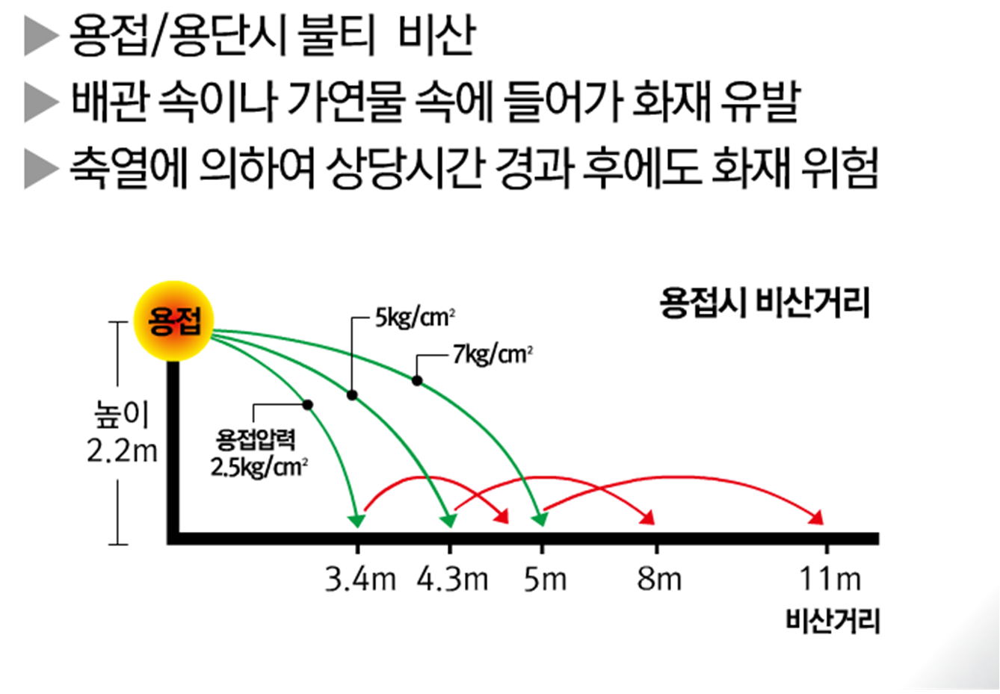 ▶ 용접/용단시 불티 비산
▶ 배관 속이나 가연물 속에 들어가 화재 유발
▶ 축열에 의하여 상당시간 경과 후에도 화재 위험
용접시 비산거리
용접
5kg/cm²
7kg/cm²
높이
2.2m
용접압력
2.5kg/cm²
3.4m 4.3m 5m 8m 11m
비산거리